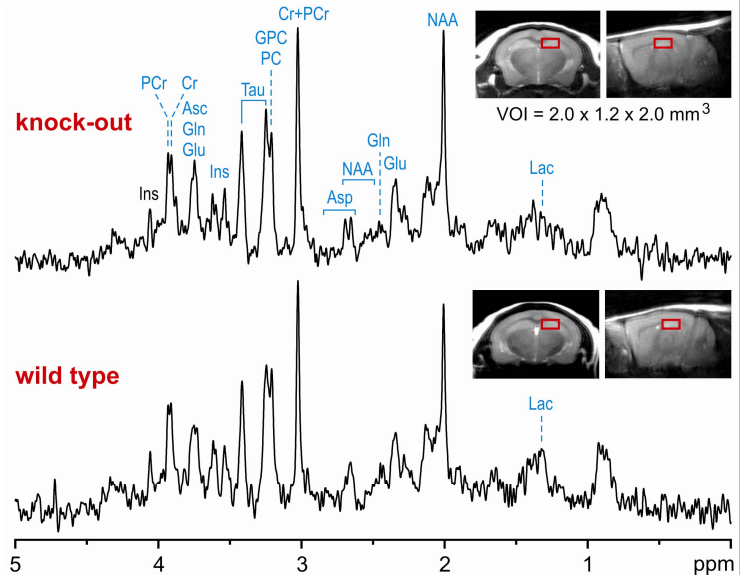 Cr+PCr
NAA
GPC
PC
PCr Cr
Tau
Asc
Gln
Glu
knock-out
VOI = 2.0 x 1.2 x 2.0 mm3
Gln
Glu
Ins
NAA
Lac
Ins
Asp
wild type
Lac
5 4 3 2 1 ppm